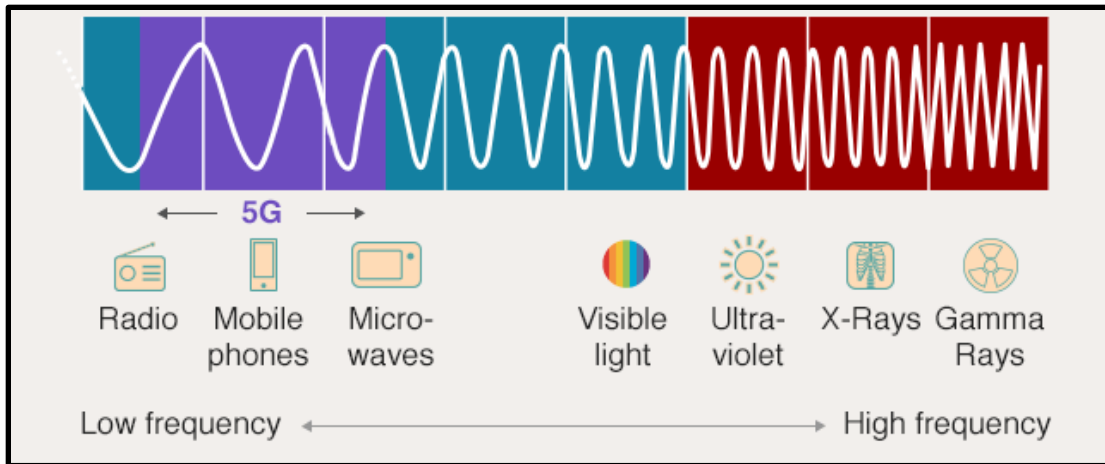 5G
Radio
Mobile
phones
Micro-
waves
Visible
light
Ultra-
violet
X-Rays
Gamma
Rays
Low frequency
High frequency